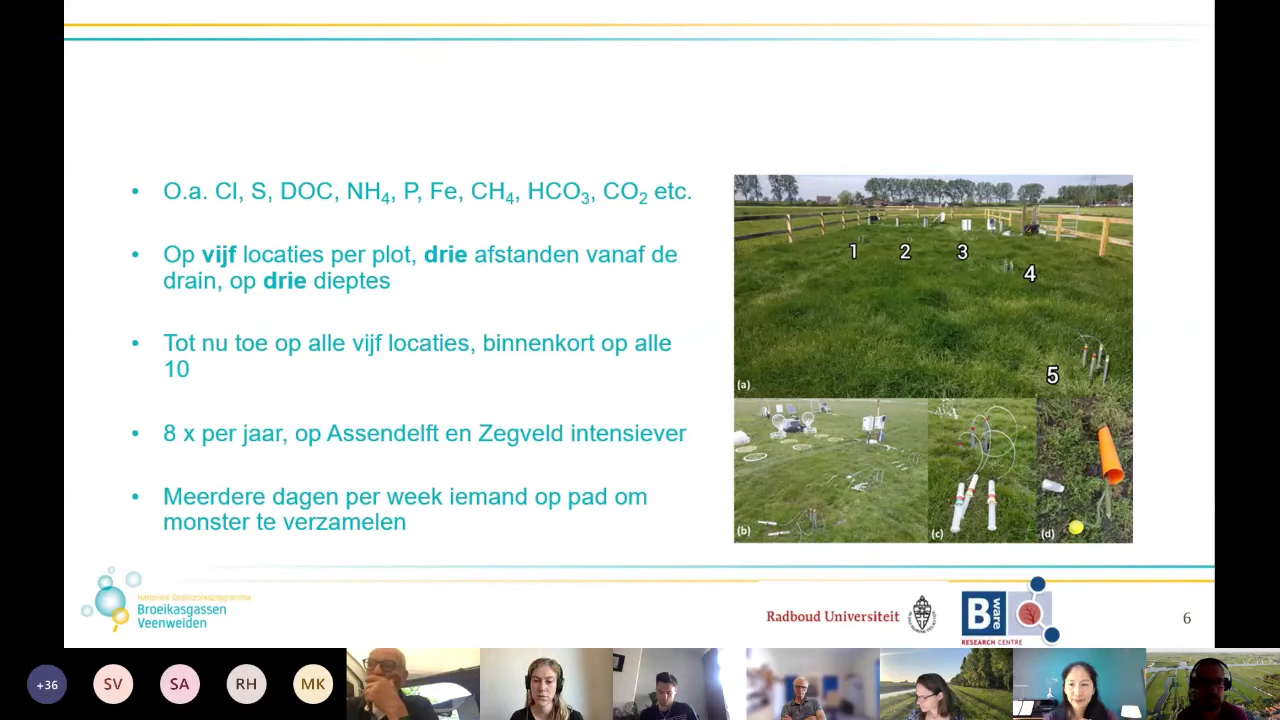 • O.a. Cl, S, DOC, NH₄, P, Fe, CH₄, HCO₃, CO₂ etc.
• Op vijf locaties per plot, drie afstanden vanaf de
drain, op drie dieptes
• Tot nu toe op alle vijf locaties, binnenkort op alle
10
• 8 x per jaar, op Assendelft en Zegveld intensiever
• Meerdere dagen per week iemand op pad om
monster te verzamelen
1
2
3
4
5
(a)
(b)
(c)
(d)
Nationaal Onderzoeksprogramma
Broeikasgassen
Veenweiden
Radboud Universiteit
B ware
RESEARCH CENTRE
6
+36
SV
SA
RH
MK